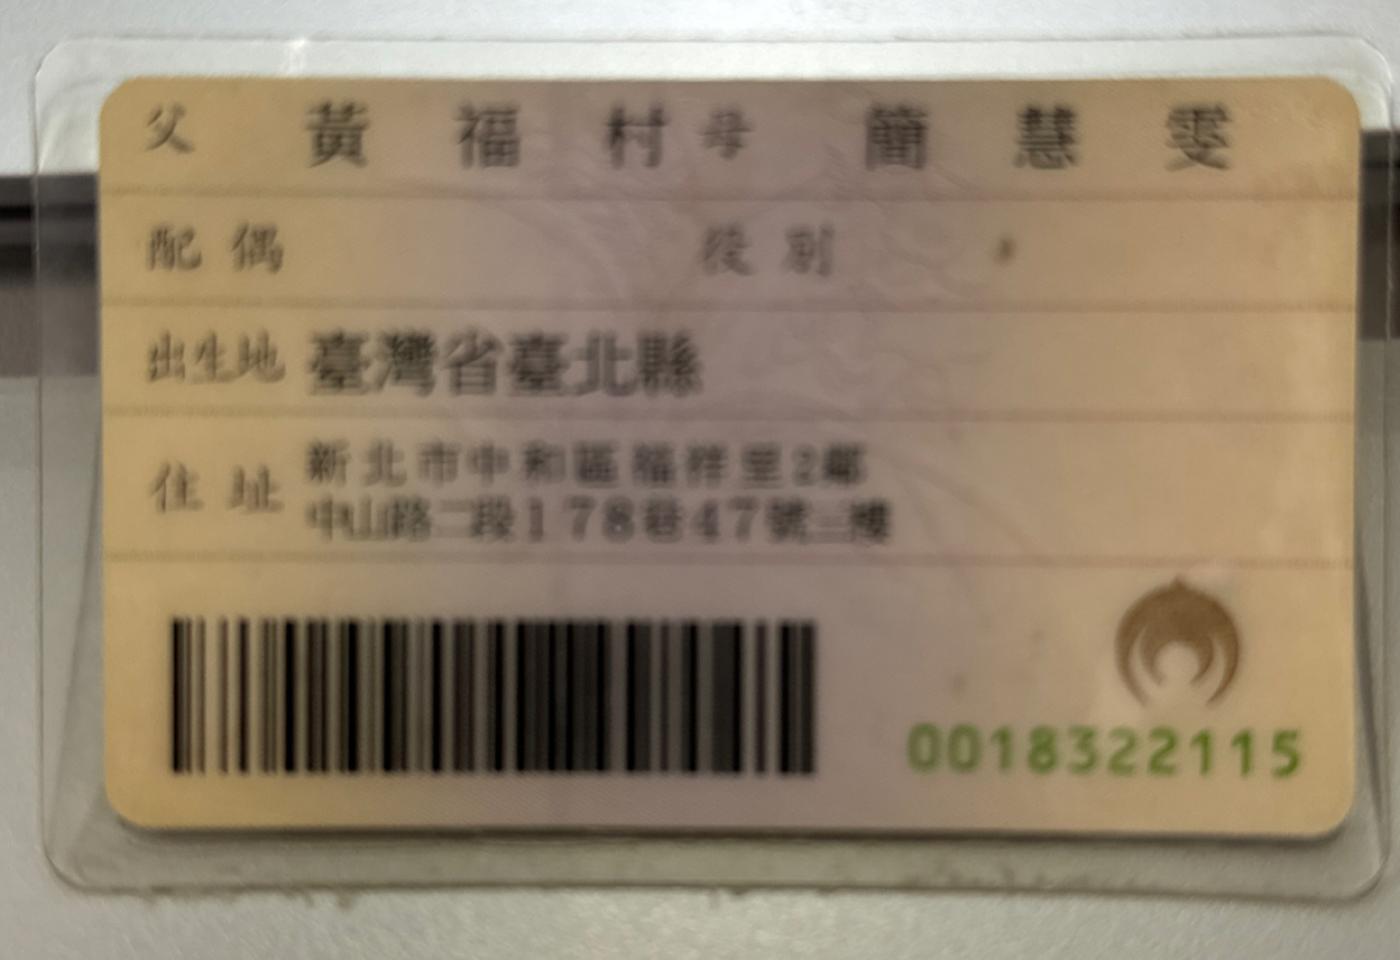 父 黃福村 母 簡慧雯
配偶 役別
出生地 臺灣省臺北縣
住址 新北市中和區福祥里2鄰
中山路二段178巷47號三樓
0018322115